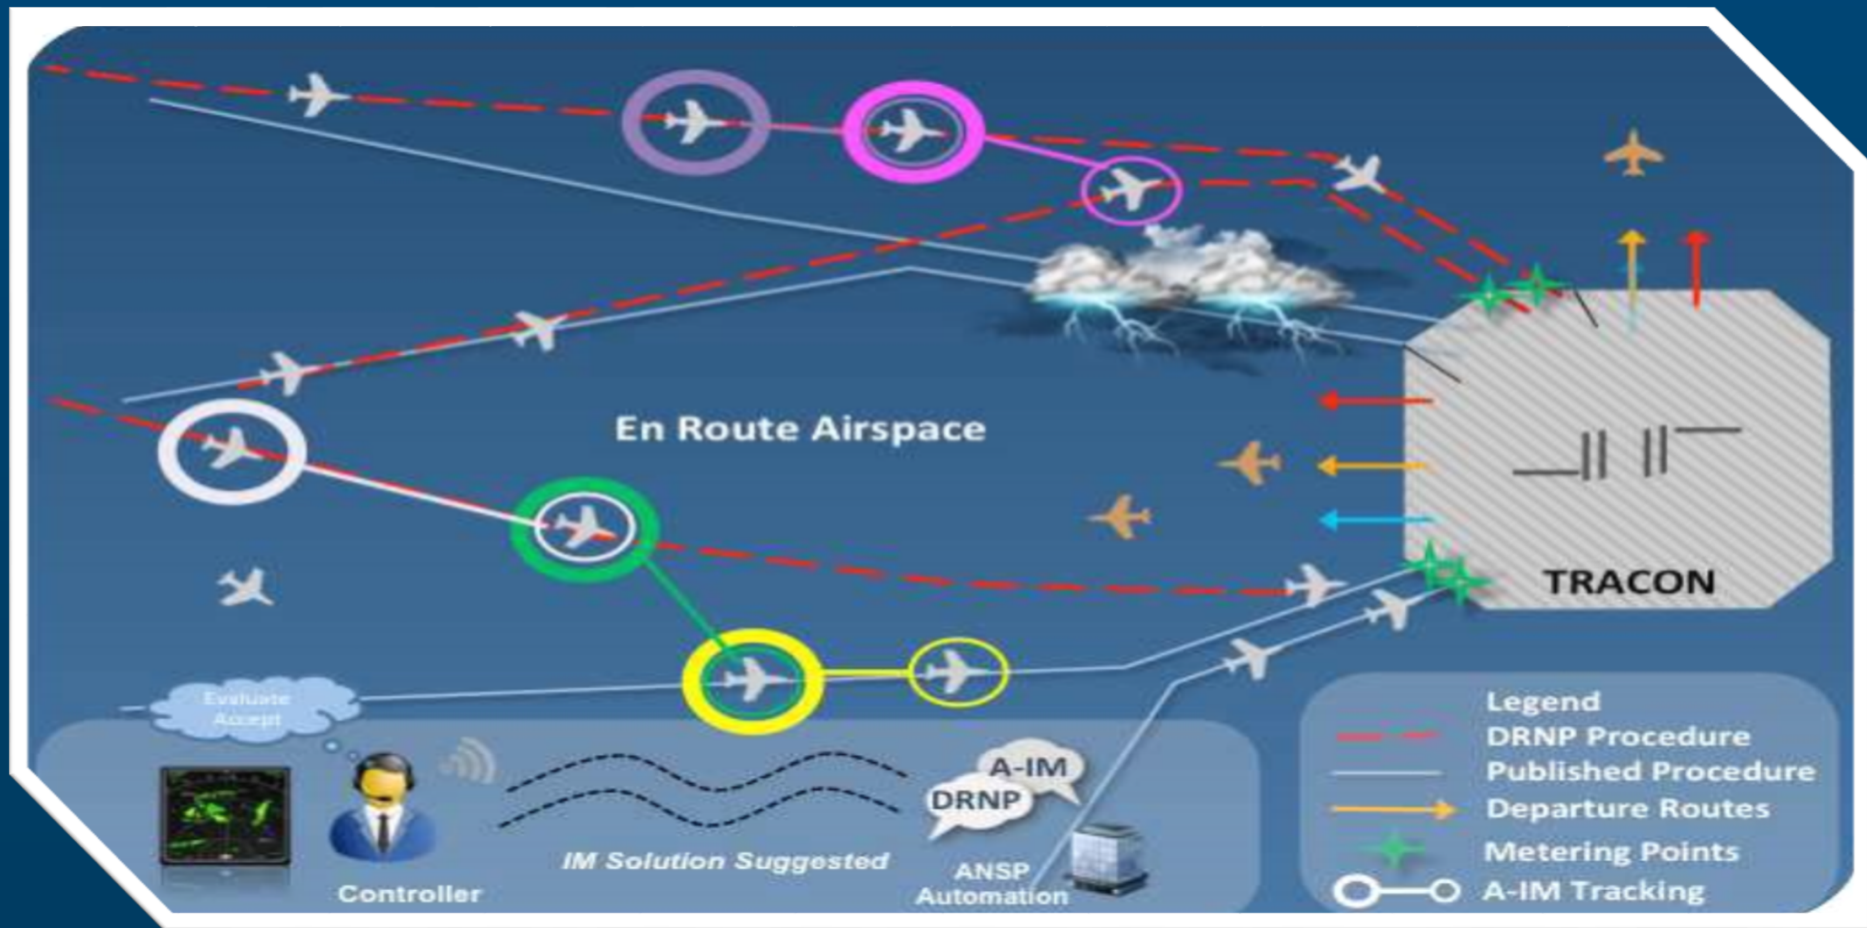 En Route Airspace
TRACON
Evaluate
Accept
A-IM
DRNP
IM Solution Suggested
Controller
ANSP
Automation
Legend
DRNP Procedure
Published Procedure
Departure Routes
Metering Points
A-IM Tracking